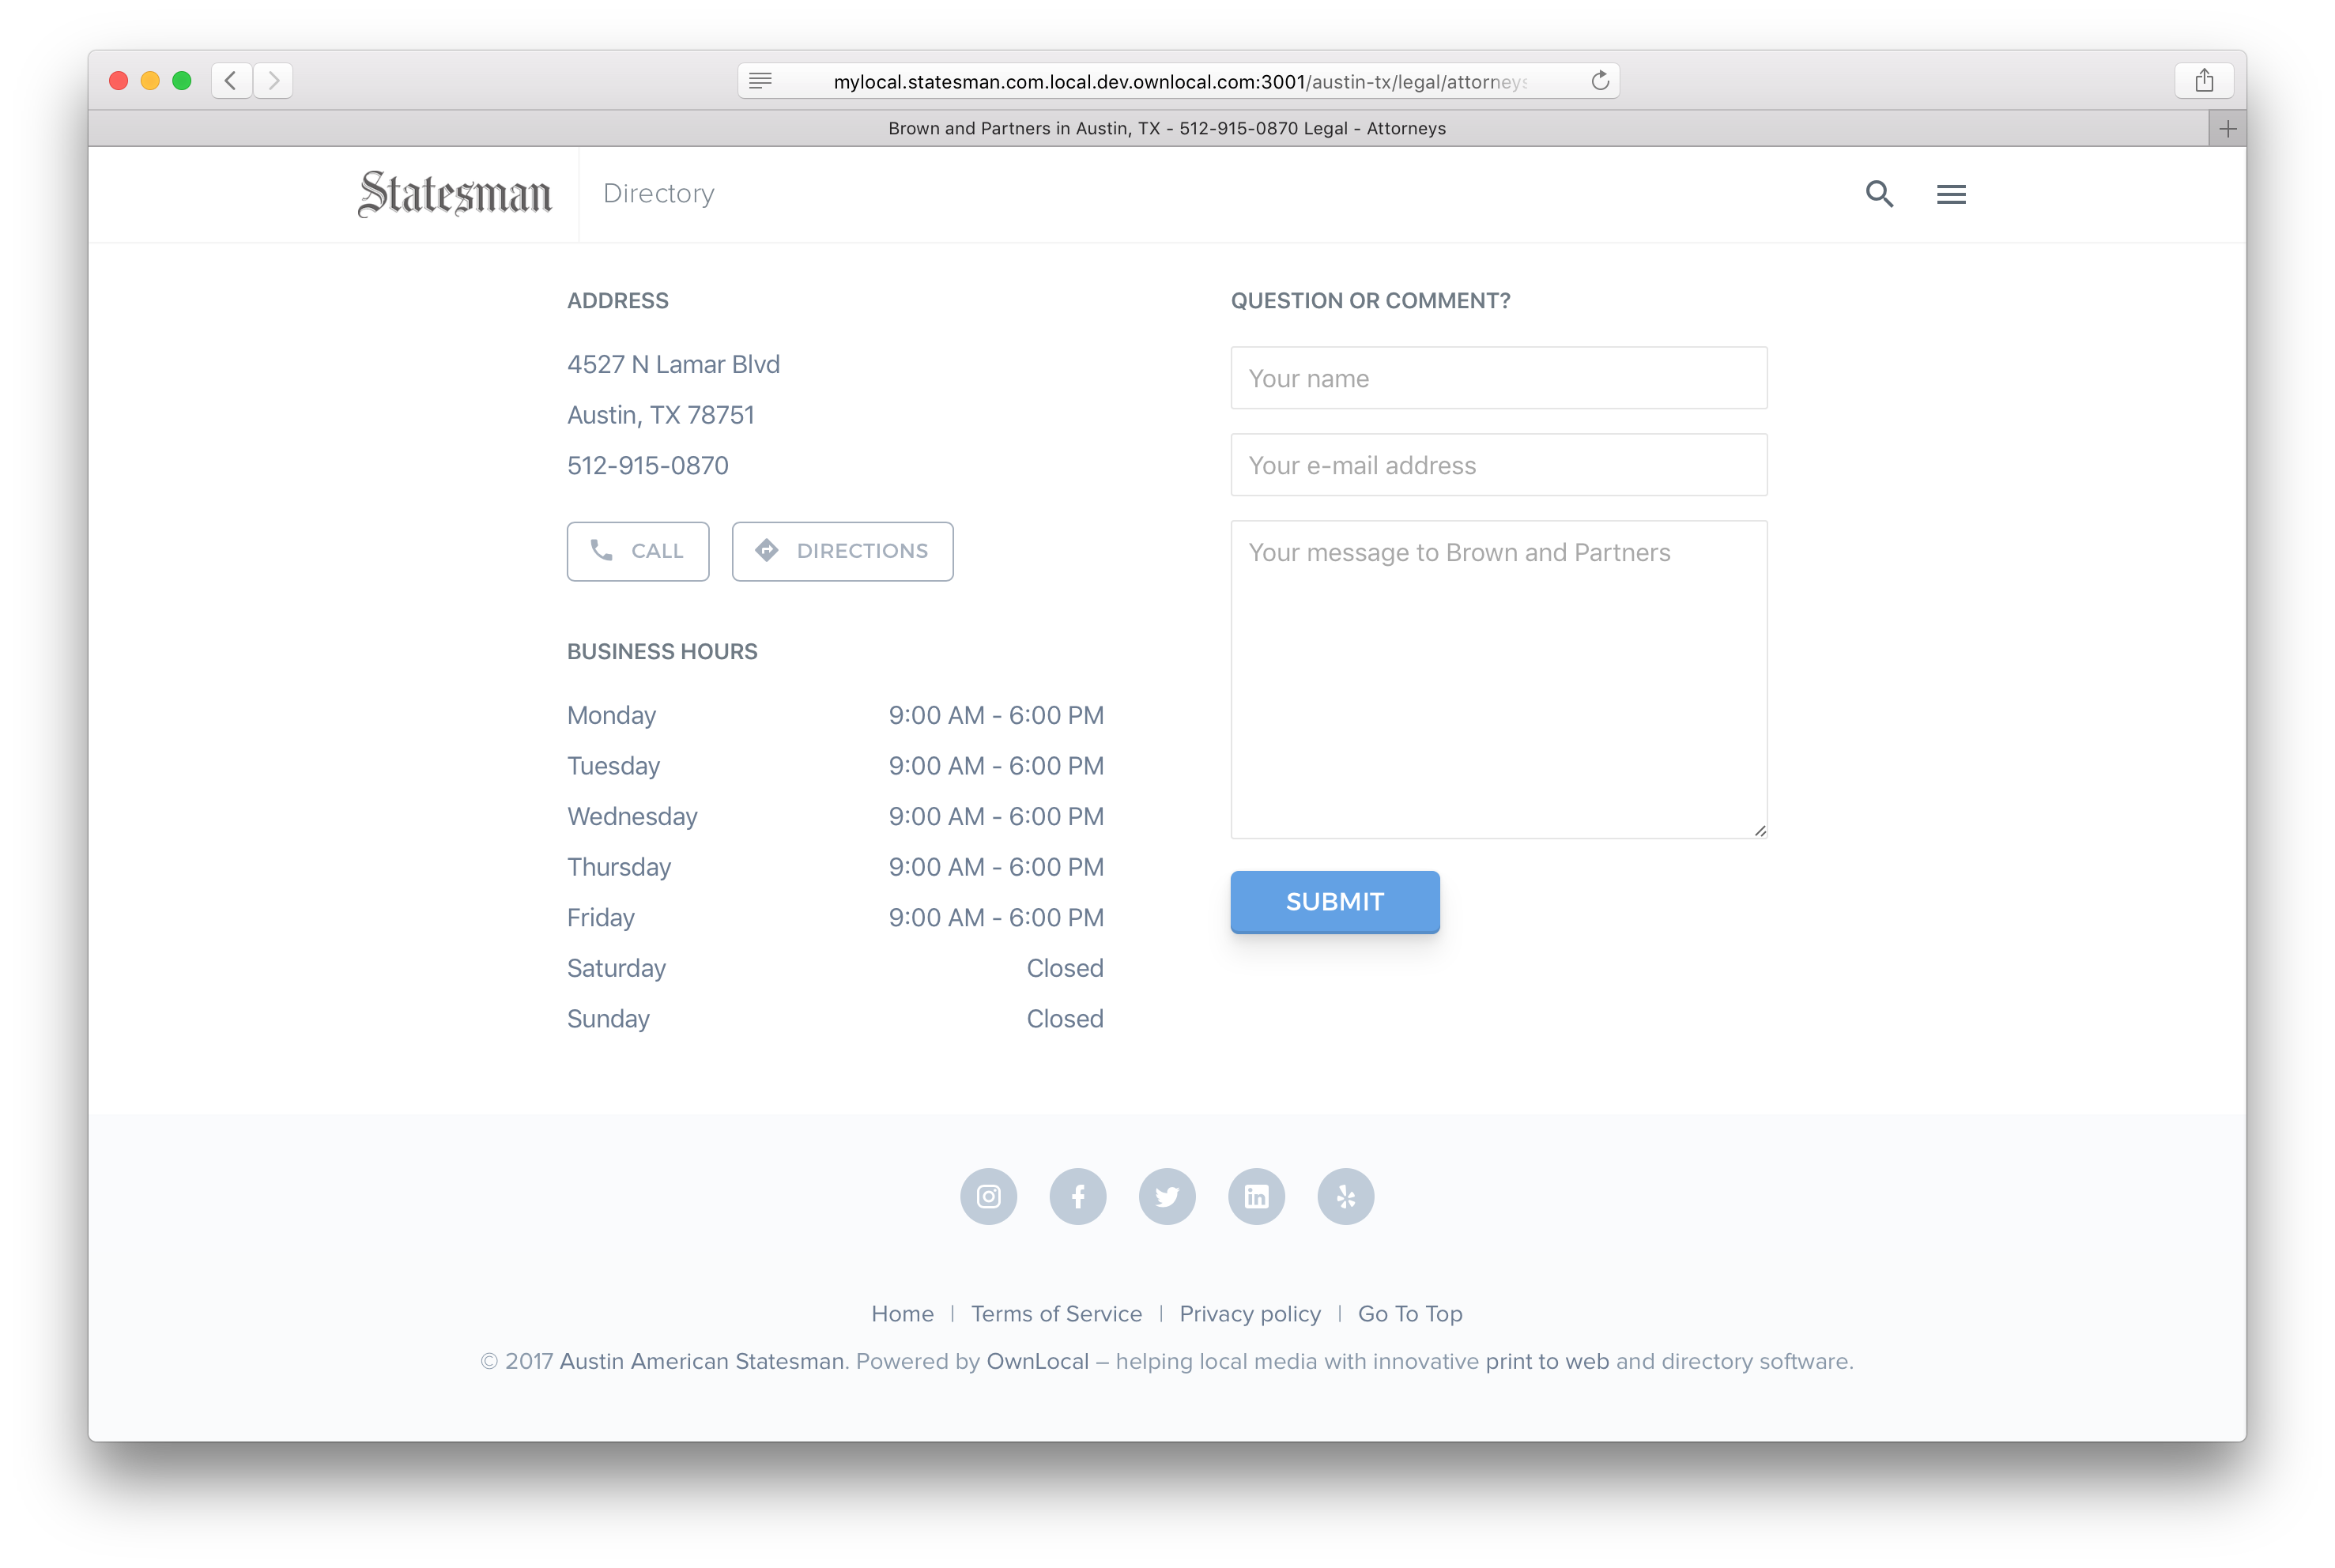 mylocal.statesman.com.local.dev.ownlocal.com:3001/austin-tx/legal/attorneys
Brown and Partners in Austin, TX - 512-915-0870 Legal - Attorneys
Statesman
Directory
ADDRESS
4527 N Lamar Blvd
Austin, TX 78751
512-915-0870
CALL
DIRECTIONS
BUSINESS HOURS
Monday 9:00 AM - 6:00 PM
Tuesday 9:00 AM - 6:00 PM
Wednesday 9:00 AM - 6:00 PM
Thursday 9:00 AM - 6:00 PM
Friday 9:00 AM - 6:00 PM
Saturday Closed
Sunday Closed
QUESTION OR COMMENT?
Your name
Your e-mail address
Your message to Brown and Partners
SUBMIT
Home | Terms of Service | Privacy policy | Go To Top
© 2017 Austin American Statesman. Powered by OwnLocal – helping local media with innovative print to web and directory software.